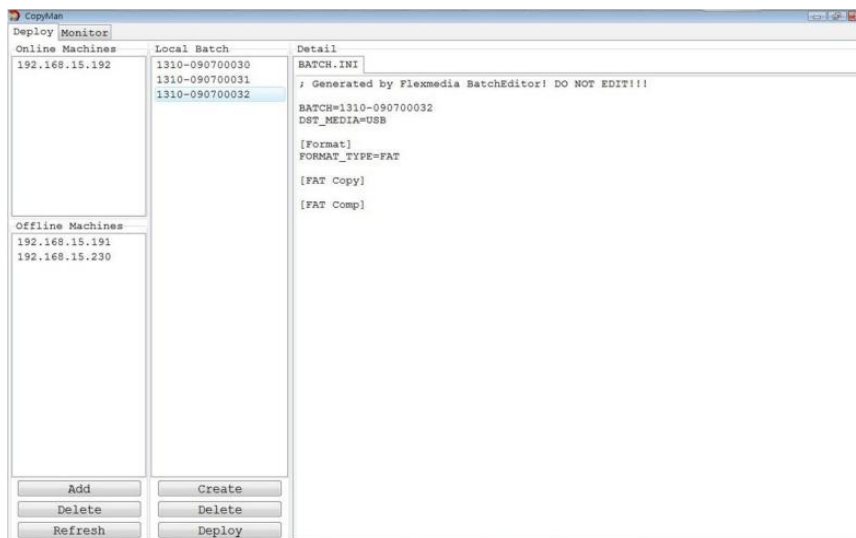 CopyMan
Deploy Monitor
Online Machines
192.168.15.192
Offline Machines
192.168.15.191
192.168.15.230
Add
Delete
Refresh
Local Batch
1310-090700030
1310-090700031
1310-090700032
Create
Delete
Deploy
Detail
BATCH.INI
; Generated by Flexmedia BatchEditor! DO NOT EDIT!!!
BATCH=1310-090700032
DST_MEDIA=USB
[Format]
FORMAT_TYPE=FAT
[FAT Copy]
[FAT Comp]